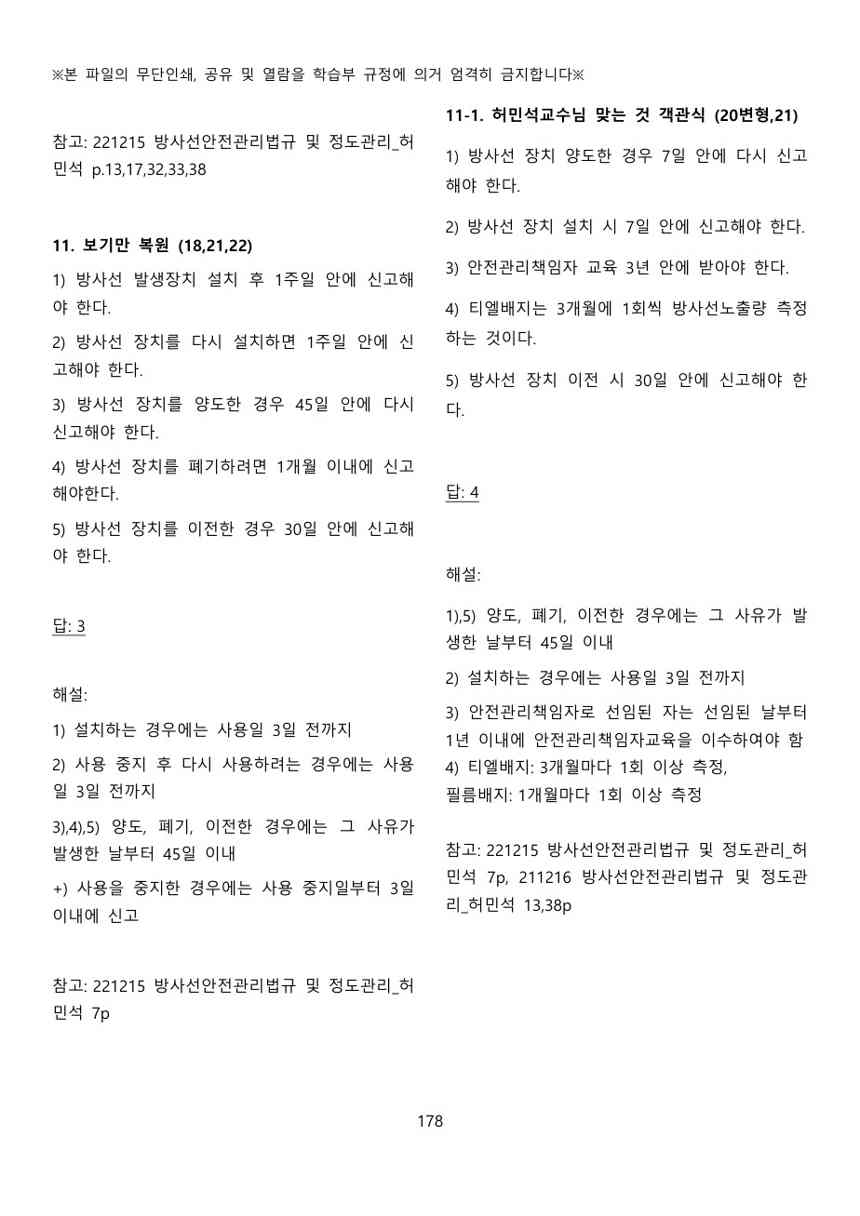 ※본 파일의 무단인쇄, 공유 및 열람을 학습부 규정에 의거 엄격히 금지합니다※
참고: 221215 방사선안전관리법규 및 정도관리_허
민석 p.13,17,32,33,38
11. 보기만 복원 (18,21,22)
1) 방사선 발생장치 설치 후 1주일 안에 신고해
야 한다.
2) 방사선 장치를 다시 설치하면 1주일 안에 신
고해야 한다.
3) 방사선 장치를 양도한 경우 45일 안에 다시
신고해야 한다.
4) 방사선 장치를 폐기하려면 1개월 이내에 신고
해야한다.
5) 방사선 장치를 이전한 경우 30일 안에 신고해
야 한다.
답: 3
해설:
1) 설치하는 경우에는 사용일 3일 전까지
2) 사용 중지 후 다시 사용하려는 경우에는 사용
일 3일 전까지
3),4),5) 양도, 폐기, 이전한 경우에는 그 사유가
발생한 날부터 45일 이내
+) 사용을 중지한 경우에는 사용 중지일부터 3일
이내에 신고
참고: 221215 방사선안전관리법규 및 정도관리_허
민석 7p
11-1. 허민석교수님 맞는 것 객관식 (20변형,21)
1) 방사선 장치 양도한 경우 7일 안에 다시 신고
해야 한다.
2) 방사선 장치 설치 시 7일 안에 신고해야 한다.
3) 안전관리책임자 교육 3년 안에 받아야 한다.
4) 티엘배지는 3개월에 1회씩 방사선노출량 측정
하는 것이다.
5) 방사선 장치 이전 시 30일 안에 신고해야 한
다.
답: 4
해설:
1),5) 양도, 폐기, 이전한 경우에는 그 사유가 발
생한 날부터 45일 이내
2) 설치하는 경우에는 사용일 3일 전까지
3) 안전관리책임자로 선임된 자는 선임된 날부터
1년 이내에 안전관리책임자교육을 이수하여야 함
4) 티엘배지: 3개월마다 1회 이상 측정,
필름배지: 1개월마다 1회 이상 측정
참고: 221215 방사선안전관리법규 및 정도관리_허
민석 7p, 211216 방사선안전관리법규 및 정도관
리_허민석 13,38p
178